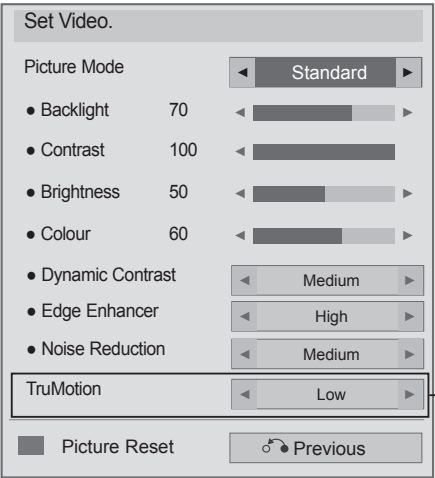 Set Video.
Picture Mode ◄ Standard ►
● Backlight 70 ◄ ►
● Contrast 100 ◄
● Brightness 50 ◄ ►
● Colour 60 ◄ ►
● Dynamic Contrast ◄ Medium ►
● Edge Enhancer ◄ High ►
● Noise Reduction ◄ Medium ►
TruMotion ◄ Low ►
Picture Reset Previous